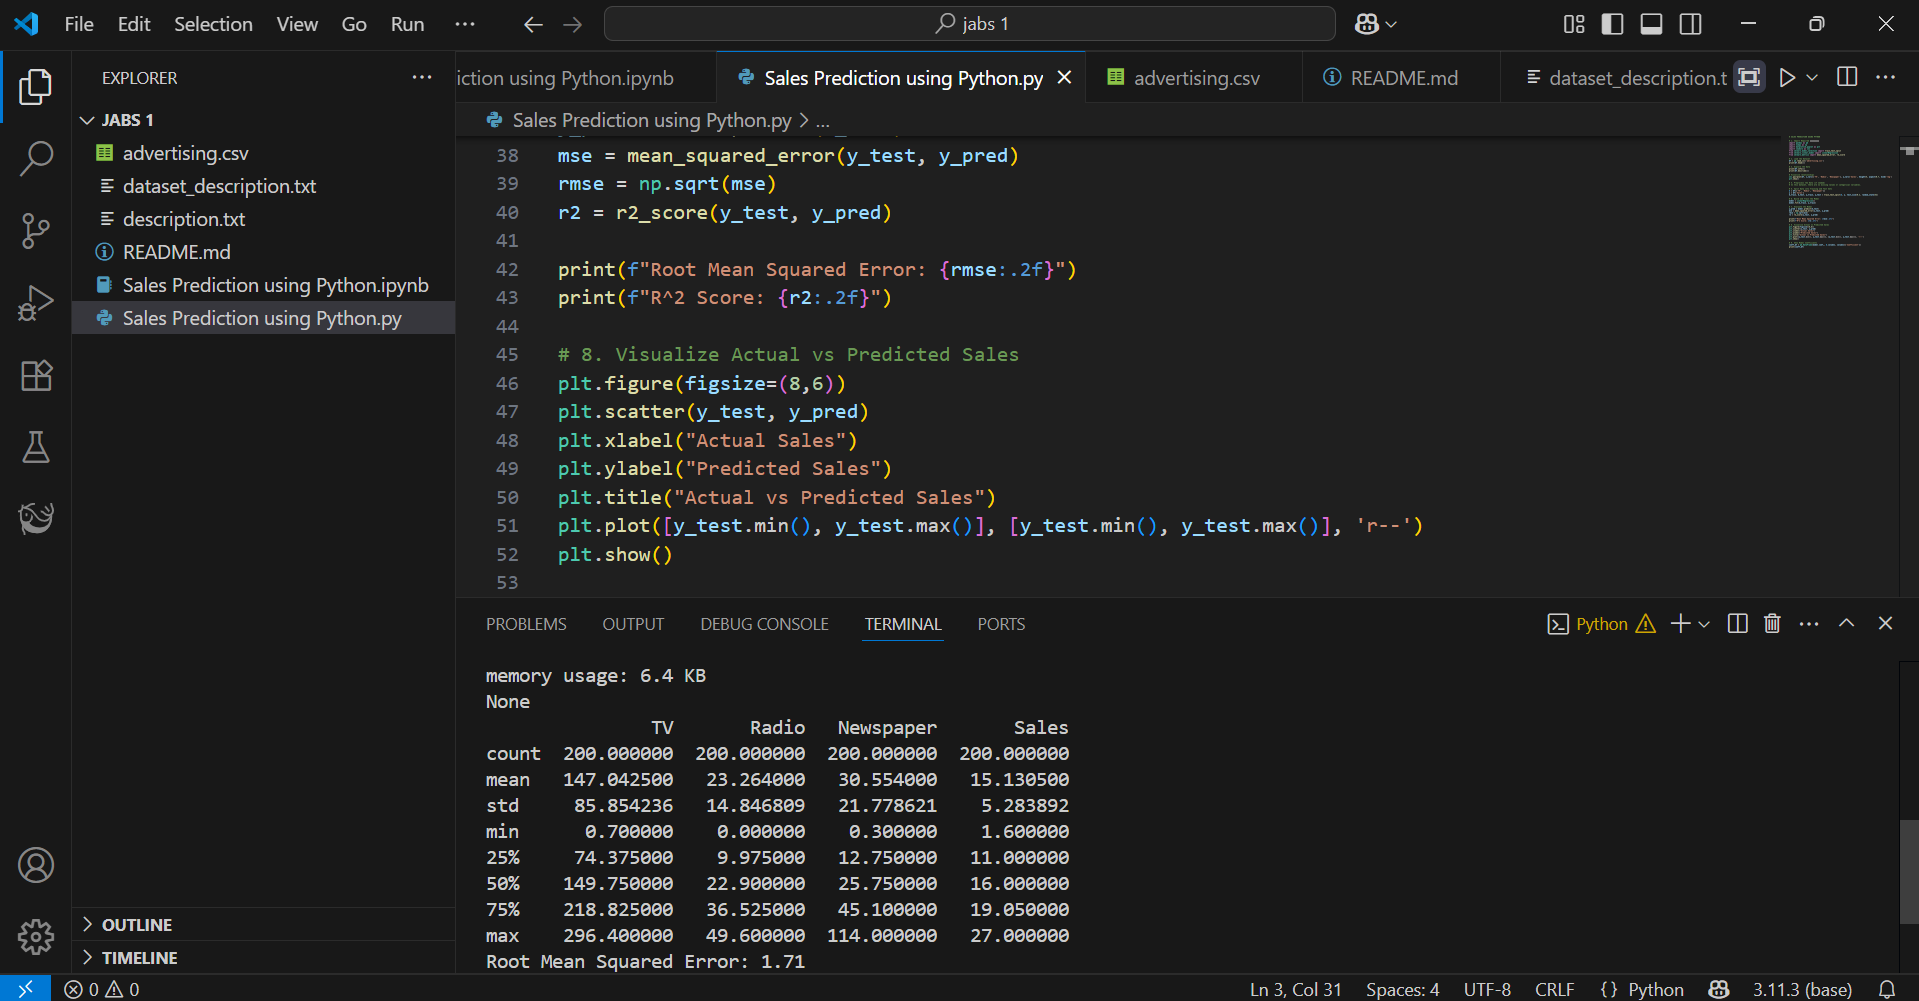 File Edit Selection View Go Run ··· jabs 1
EXPLORER ···
JABS 1
advertising.csv
dataset_description.txt
description.txt
README.md
Sales Prediction using Python.ipynb
Sales Prediction using Python.py
OUTLINE
TIMELINE
iction using Python.ipynb Sales Prediction using Python.py advertising.csv README.md dataset_description.t
Sales Prediction using Python.py > ...
38 mse = mean_squared_error(y_test, y_pred)
39 rmse = np.sqrt(mse)
40 r2 = r2_score(y_test, y_pred)
41
42 print(f"Root Mean Squared Error: {rmse:.2f}")
43 print(f"R^2 Score: {r2:.2f}")
44
45 # 8. Visualize Actual vs Predicted Sales
46 plt.figure(figsize=(8,6))
47 plt.scatter(y_test, y_pred)
48 plt.xlabel("Actual Sales")
49 plt.ylabel("Predicted Sales")
50 plt.title("Actual vs Predicted Sales")
51 plt.plot([y_test.min(), y_test.max()], [y_test.min(), y_test.max()], 'r--')
52 plt.show()
53
PROBLEMS OUTPUT DEBUG CONSOLE TERMINAL PORTS Python
memory usage: 6.4 KB
None
TV Radio Newspaper Sales
count 200.000000 200.000000 200.000000 200.000000
mean 147.042500 23.264000 30.554000 15.130500
std 85.854236 14.846809 21.778621 5.283892
min 0.700000 0.000000 0.300000 1.600000
25% 74.375000 9.975000 12.750000 11.000000
50% 149.750000 22.900000 25.750000 16.000000
75% 218.825000 36.525000 45.100000 19.050000
max 296.400000 49.600000 114.000000 27.000000
Root Mean Squared Error: 1.71
0 0 Ln 3, Col 31 Spaces: 4 UTF-8 CRLF {} Python 3.11.3 (base)